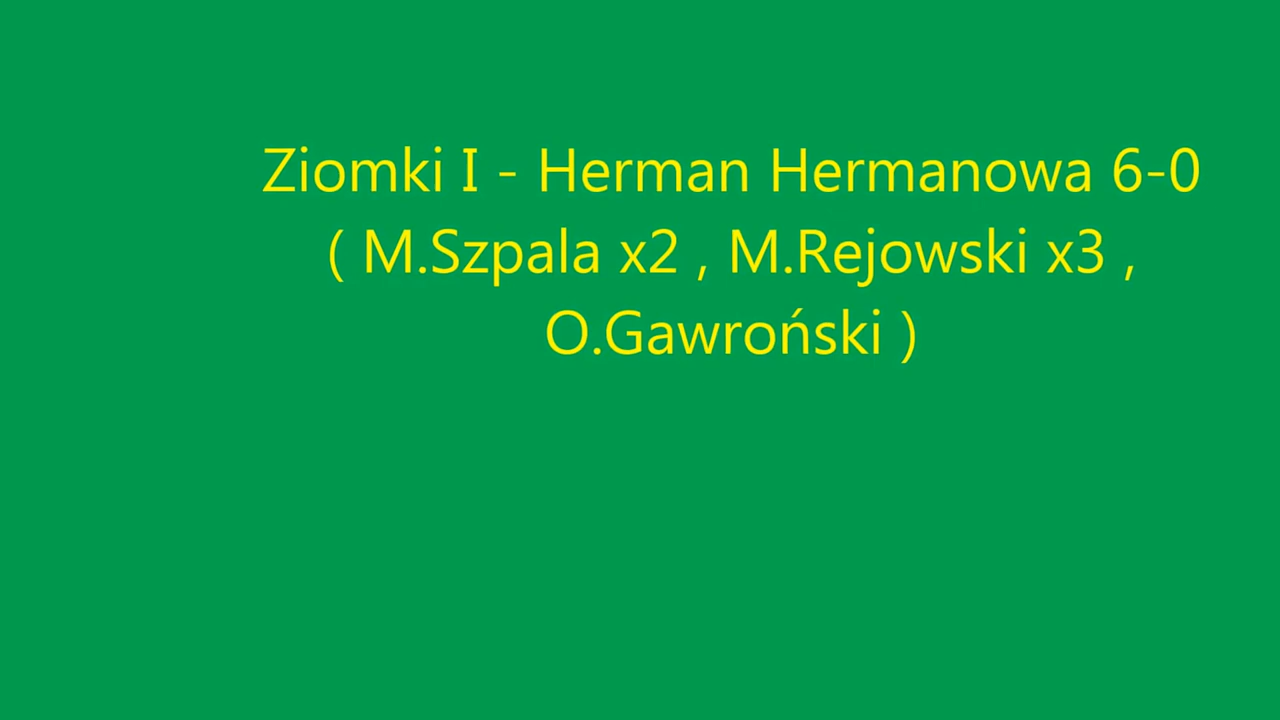 Ziomki I - Herman Hermanowa 6-0
( M.Szpala x2 , M.Rejowski x3 ,
O.Gawroński )